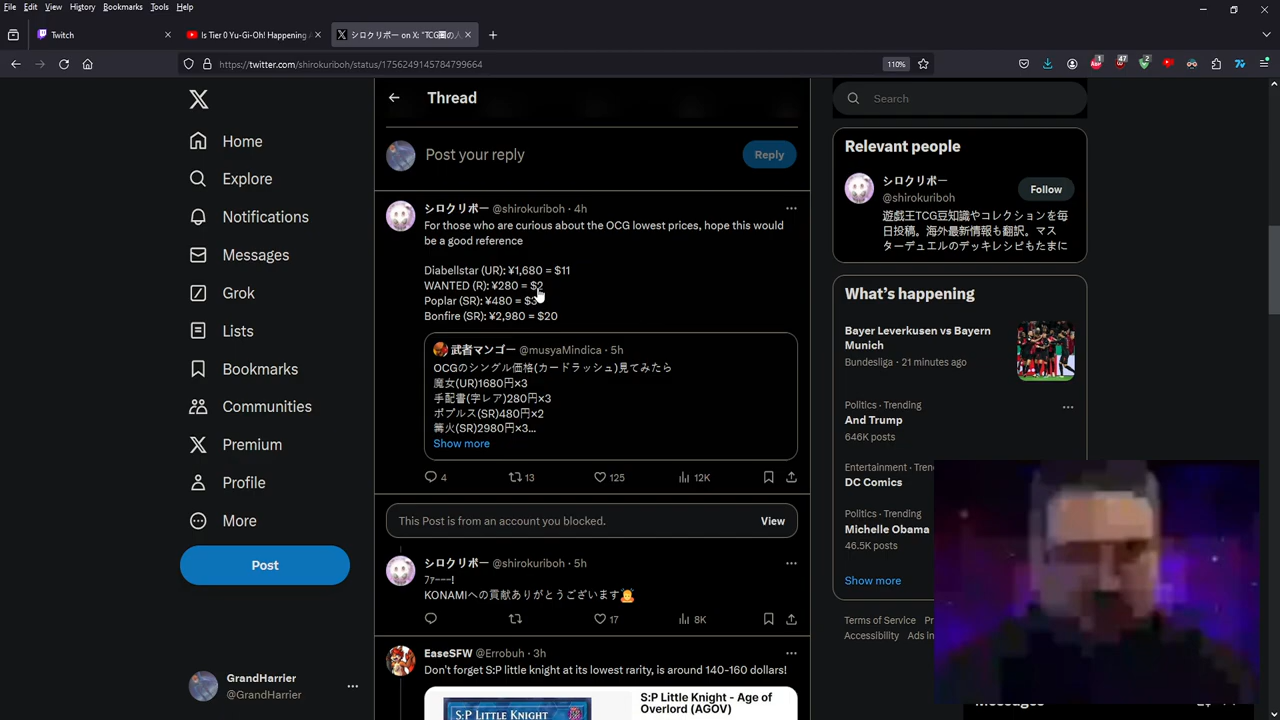 File Edit View History Bookmarks Tools Help
Twitch
Is Tier 0 Yu-Gi-Oh! Happening
シロクリボー on X: "TCG圏の人
https://twitter.com/shirokuriboh/status/1756249145784799664
110%
Home
Explore
Notifications
Messages
Grok
Lists
Bookmarks
Communities
Premium
Profile
More
Post
GrandHarrier
@GrandHarrier
Thread
Post your reply
Reply
シロクリボー @shirokuriboh · 4h
For those who are curious about the OCG lowest prices, hope this would
be a good reference
Diabellstar (UR): ¥1,680 = $11
WANTED (R): ¥280 = $2
Poplar (SR): ¥480 = $3
Bonfire (SR): ¥2,980 = $20
武者マンゴー @musyaMindica · 5h
OCGのシングル価格(カードラッシュ)見てみたら
魔女(UR)1680円×3
手配書(字レア)280円×3
ポプルス(SR)480円×2
篝火(SR)2980円×3...
Show more
4
13
125
12K
This Post is from an account you blocked.
View
シロクリボー @shirokuriboh · 5h
ﾌｧｰｰｰ!
KONAMIへの貢献ありがとうございます🙇
17
8K
EaseSFW @Errobuh · 3h
Don't forget S:P little knight at its lowest rarity, is around 140-160 dollars!
S:P LITTLE KNIGHT
S:P Little Knight - Age of
Overlord (AGOV)
Search
Relevant people
シロクリボー
@shirokuriboh
Follow
遊戯王TCG豆知識やコレクションを毎
日投稿。海外最新情報も翻訳。マス
ターデュエルのデッキレシピもたまに
What's happening
Bayer Leverkusen vs Bayern
Munich
Bundesliga · 21 minutes ago
Politics · Trending
And Trump
646K posts
Entertainment ·
DC Comics
Politics · Trending
Michelle Obama
46.5K posts
Show more
Terms of Service
Accessibility Ads
Messages